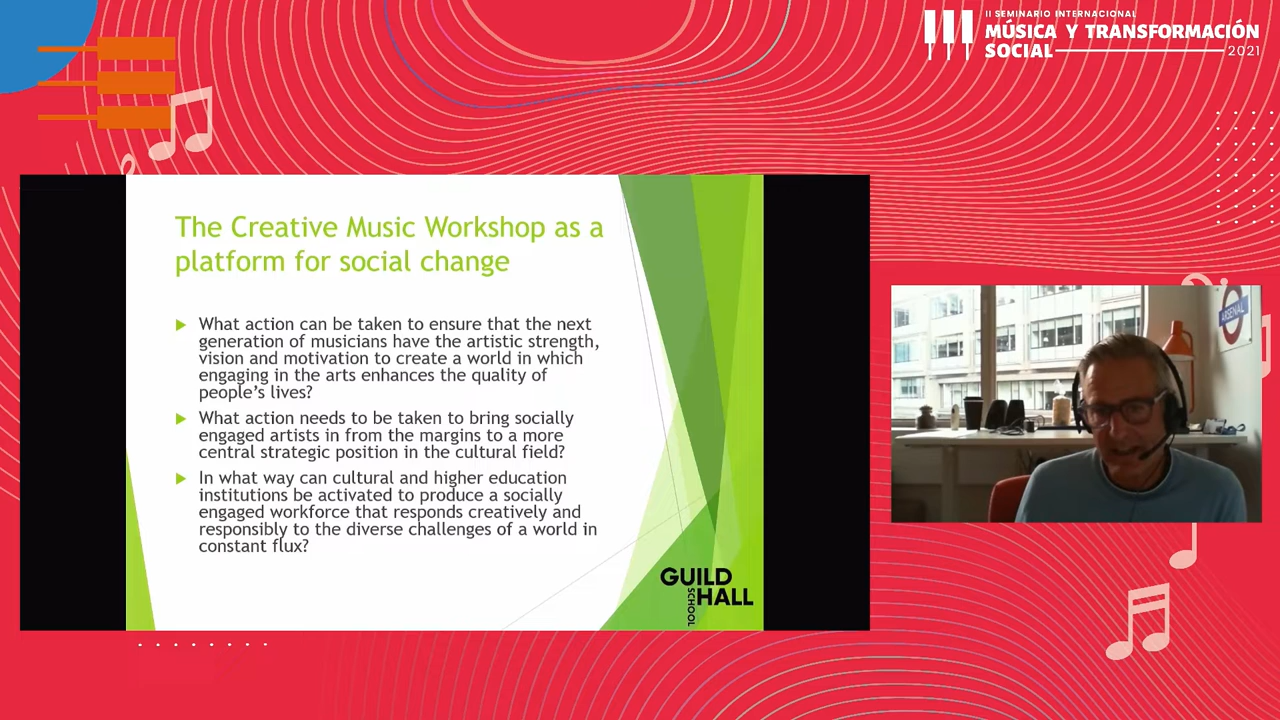 II SEMINARIO INTERNACIONAL
MÚSICA Y TRANSFORMACIÓN
SOCIAL
2021
The Creative Music Workshop as a
platform for social change
What action can be taken to ensure that the next
generation of musicians have the artistic strength,
vision and motivation to create a world in which
engaging in the arts enhances the quality of
people's lives?
What action needs to be taken to bring socially
engaged artists in from the margins to a more
central strategic position in the cultural field?
In what way can cultural and higher education
institutions be activated to produce a socially
engaged workforce that responds creatively and
responsibly to the diverse challenges of a world in
constant flux?
GUILD
SCHOOL
HALL
ARSENAL